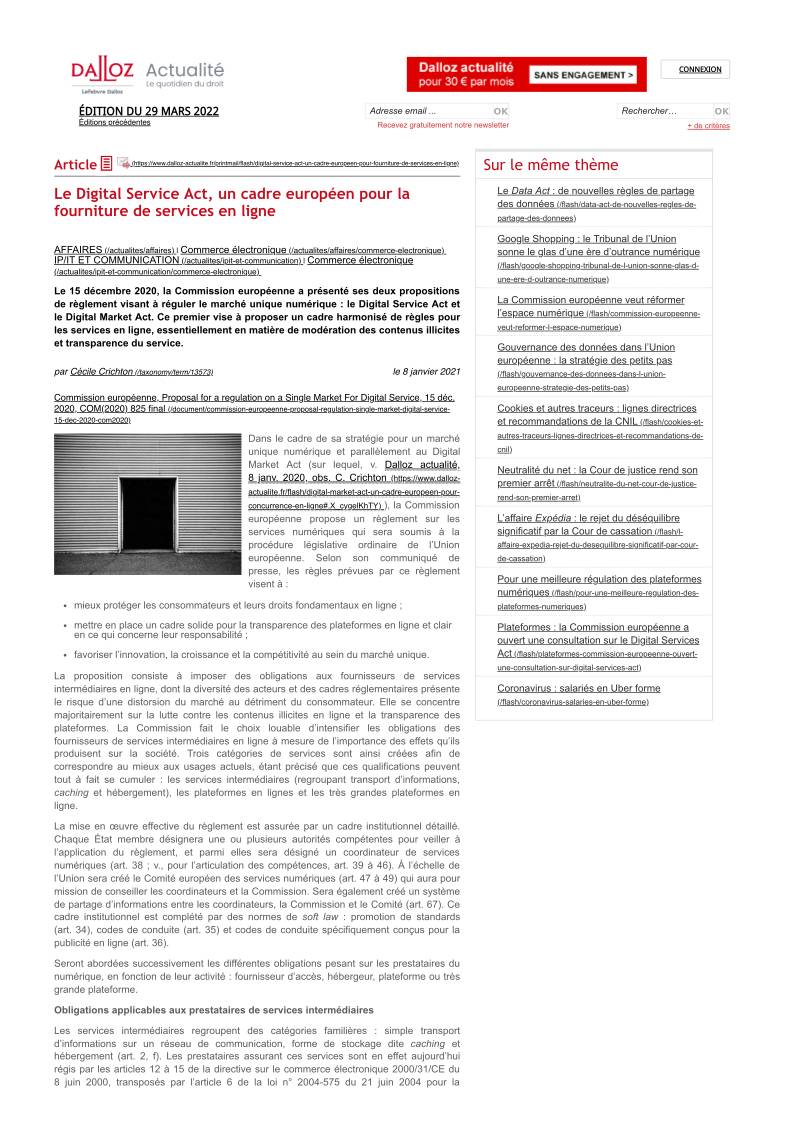 DALLOZ Actualité
Le quotidien du droit
Lefebvre Dalloz
Dalloz actualité
pour 30 € par mois
SANS ENGAGEMENT >
CONNEXION
ÉDITION DU 29 MARS 2022
Éditions précédentes
Adresse email ...
OK
Recevez gratuitement notre newsletter
Rechercher…
OK
+ de critères
Article
(https://www.dalloz-actualite.fr/printmail/flash/digital-service-act-un-cadre-europeen-pour-fourniture-de-services-en-ligne)
Le Digital Service Act, un cadre européen pour la
fourniture de services en ligne
AFFAIRES (/actualites/affaires) | Commerce électronique (/actualites/affaires/commerce-electronique)
IP/IT ET COMMUNICATION (/actualites/ipit-et-communication) | Commerce électronique
(/actualites/ipit-et-communication/commerce-electronique)
Le 15 décembre 2020, la Commission européenne a présenté ses deux propositions
de règlement visant à réguler le marché unique numérique : le Digital Service Act et
le Digital Market Act. Ce premier vise à proposer un cadre harmonisé de règles pour
les services en ligne, essentiellement en matière de modération des contenus illicites
et transparence du service.
par Cécile Crichton (/taxonomy/term/13573)
le 8 janvier 2021
Commission européenne, Proposal for a regulation on a Single Market For Digital Service, 15 déc.
2020, COM(2020) 825 final (/document/commission-europeenne-proposal-regulation-single-market-digital-service-
15-dec-2020-com2020)
Dans le cadre de sa stratégie pour un marché
unique numérique et parallèlement au Digital
Market Act (sur lequel, v. Dalloz actualité,
8 janv. 2020, obs. C. Crichton (https://www.dalloz-
actualite.fr/flash/digital-market-act-un-cadre-europeen-pour-
concurrence-en-ligne#.X_cygelKhTY) ), la Commission
européenne propose un règlement sur les
services numériques qui sera soumis à la
procédure législative ordinaire de l’Union
européenne. Selon son communiqué de
presse, les règles prévues par ce règlement
visent à :
• mieux protéger les consommateurs et leurs droits fondamentaux en ligne ;
• mettre en place un cadre solide pour la transparence des plateformes en ligne et clair
en ce qui concerne leur responsabilité ;
• favoriser l’innovation, la croissance et la compétitivité au sein du marché unique.
La proposition consiste à imposer des obligations aux fournisseurs de services
intermédiaires en ligne, dont la diversité des acteurs et des cadres réglementaires présente
le risque d’une distorsion du marché au détriment du consommateur. Elle se concentre
majoritairement sur la lutte contre les contenus illicites en ligne et la transparence des
plateformes. La Commission fait le choix louable d’intensifier les obligations des
fournisseurs de services intermédiaires en ligne à mesure de l’importance des effets qu’ils
produisent sur la société. Trois catégories de services sont ainsi créées afin de
correspondre au mieux aux usages actuels, étant précisé que ces qualifications peuvent
tout à fait se cumuler : les services intermédiaires (regroupant transport d’informations,
caching et hébergement), les plateformes en lignes et les très grandes plateformes en
ligne.
La mise en œuvre effective du règlement est assurée par un cadre institutionnel détaillé.
Chaque État membre désignera une ou plusieurs autorités compétentes pour veiller à
l’application du règlement, et parmi elles sera désigné un coordinateur de services
numériques (art. 38 ; v., pour l’articulation des compétences, art. 39 à 46). À l’échelle de
l’Union sera créé le Comité européen des services numériques (art. 47 à 49) qui aura pour
mission de conseiller les coordinateurs et la Commission. Sera également créé un système
de partage d’informations entre les coordinateurs, la Commission et le Comité (art. 67). Ce
cadre institutionnel est complété par des normes de soft law : promotion de standards
(art. 34), codes de conduite (art. 35) et codes de conduite spécifiquement conçus pour la
publicité en ligne (art. 36).
Seront abordées successivement les différentes obligations pesant sur les prestataires du
numérique, en fonction de leur activité : fournisseur d’accès, hébergeur, plateforme ou très
grande plateforme.
Obligations applicables aux prestataires de services intermédiaires
Les services intermédiaires regroupent des catégories familières : simple transport
d’informations sur un réseau de communication, forme de stockage dite caching et
hébergement (art. 2, f). Les prestataires assurant ces services sont en effet aujourd’hui
régis par les articles 12 à 15 de la directive sur le commerce électronique 2000/31/CE du
8 juin 2000, transposés par l’article 6 de la loi n° 2004-575 du 21 juin 2004 pour la
Sur le même thème
Le Data Act : de nouvelles règles de partage
des données (/flash/data-act-de-nouvelles-regles-de-
partage-des-donnees)
Google Shopping : le Tribunal de l’Union
sonne le glas d’une ère d’outrance numérique
(/flash/google-shopping-tribunal-de-l-union-sonne-glas-d-
une-ere-d-outrance-numerique)
La Commission européenne veut réformer
l’espace numérique (/flash/commission-europeenne-
veut-reformer-l-espace-numerique)
Gouvernance des données dans l’Union
européenne : la stratégie des petits pas
(/flash/gouvernance-des-donnees-dans-l-union-
europeenne-strategie-des-petits-pas)
Cookies et autres traceurs : lignes directrices
et recommandations de la CNIL (/flash/cookies-et-
autres-traceurs-lignes-directrices-et-recommandations-de-
cnil)
Neutralité du net : la Cour de justice rend son
premier arrêt (/flash/neutralite-du-net-cour-de-justice-
rend-son-premier-arret)
L’affaire Expédia : le rejet du déséquilibre
significatif par la Cour de cassation (/flash/l-
affaire-expedia-rejet-du-desequilibre-significatif-par-cour-
de-cassation)
Pour une meilleure régulation des plateformes
numériques (/flash/pour-une-meilleure-regulation-des-
plateformes-numeriques)
Plateformes : la Commission européenne a
ouvert une consultation sur le Digital Services
Act (/flash/plateformes-commission-europeenne-ouvert-
une-consultation-sur-digital-services-act)
Coronavirus : salariés en Uber forme
(/flash/coronavirus-salaries-en-uber-forme)